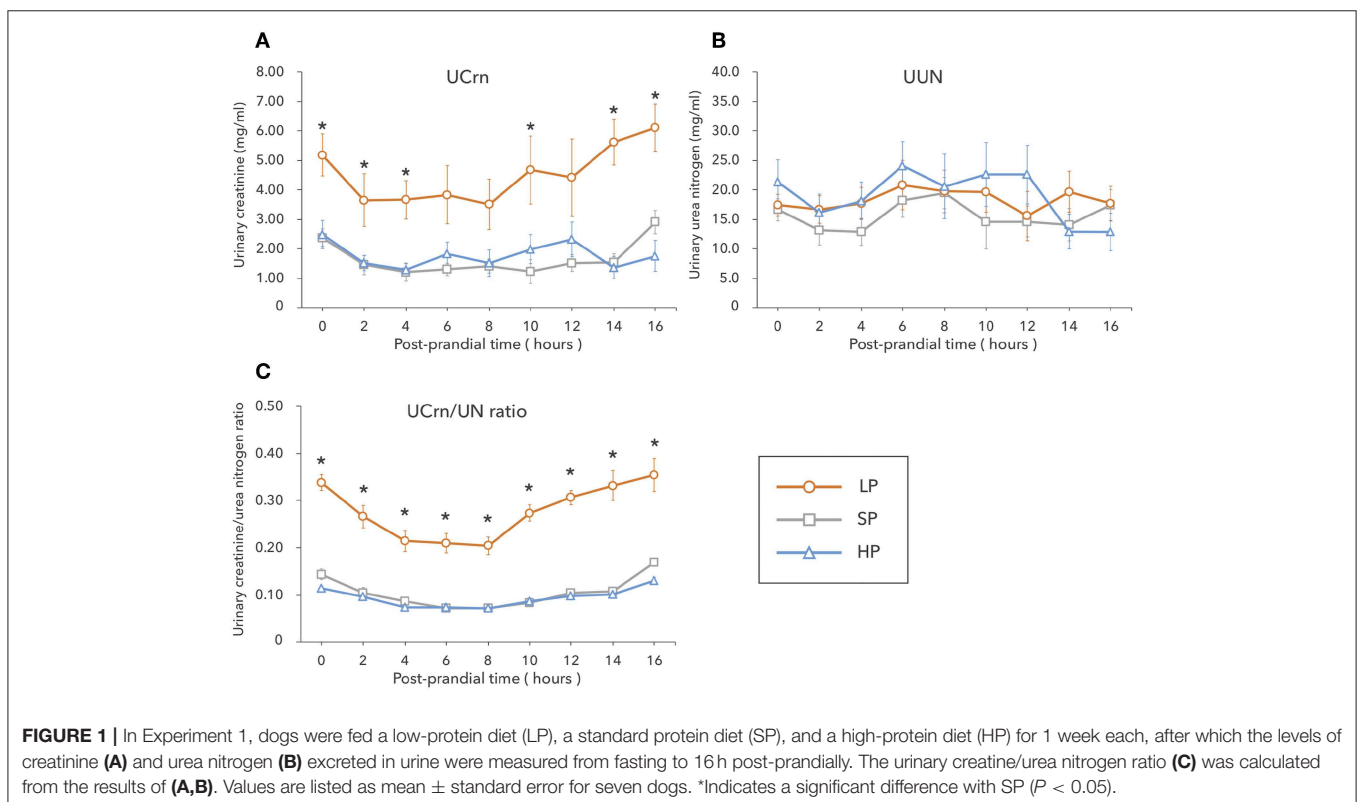 A
UCrn
8.00
7.00
6.00
5.00
4.00
3.00
2.00
1.00
0
Urinary creatinine (mg/ml)
* * * * * *
0 2 4 6 8 10 12 14 16
Post-prandial time ( hours )
B
UUN
40.0
35.0
30.0
25.0
20.0
15.0
10.0
5.0
0.0
Urinary urea nitrogen (mg/ml)
0 2 4 6 8 10 12 14 16
Post-prandial time ( hours )
C
UCrn/UN ratio
0.50
0.40
0.30
0.20
0.10
0
Urinary creatinine/urea nitrogen ratio
* * * * * * * * *
0 2 4 6 8 10 12 14 16
Post-prandial time ( hours )
LP
SP
HP
FIGURE 1 | In Experiment 1, dogs were fed a low-protein diet (LP), a standard protein diet (SP), and a high-protein diet (HP) for 1 week each, after which the levels of
creatinine (A) and urea nitrogen (B) excreted in urine were measured from fasting to 16 h post-prandially. The urinary creatine/urea nitrogen ratio (C) was calculated
from the results of (A,B). Values are listed as mean ± standard error for seven dogs. *Indicates a significant difference with SP (P < 0.05).